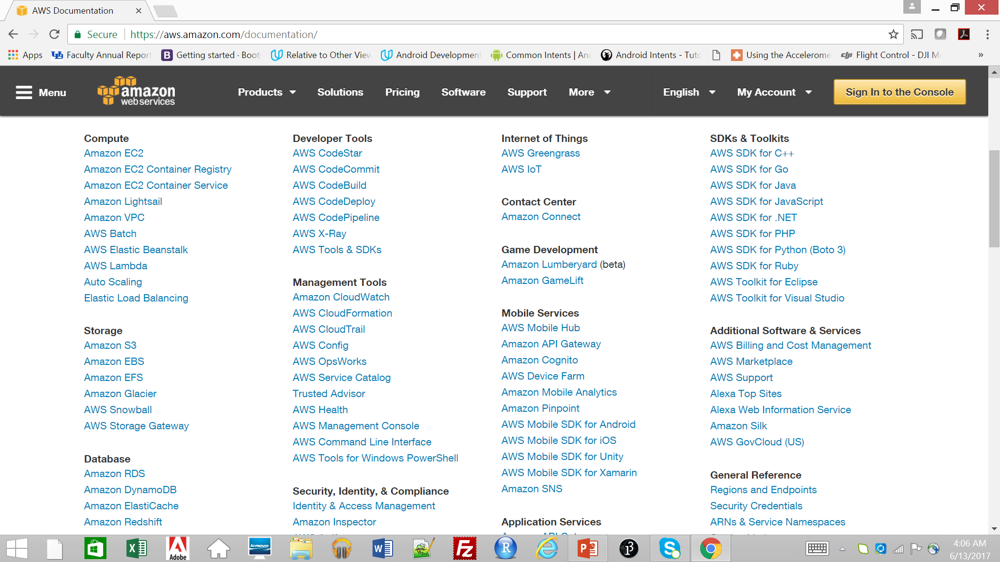 AWS Documentation
Secure https://aws.amazon.com/documentation/
Apps Faculty Annual Report Getting started · Boot Relative to Other View Android Development Common Intents | An Android Intents - Tuto Using the Accelerome Flight Control - DJI M »
Menu
amazon
webservices
Products Solutions Pricing Software Support More English My Account Sign In to the Console
Compute
Amazon EC2
Amazon EC2 Container Registry
Amazon EC2 Container Service
Amazon Lightsail
Amazon VPC
AWS Batch
AWS Elastic Beanstalk
AWS Lambda
Auto Scaling
Elastic Load Balancing
Storage
Amazon S3
Amazon EBS
Amazon EFS
Amazon Glacier
AWS Snowball
AWS Storage Gateway
Database
Amazon RDS
Amazon DynamoDB
Amazon ElastiCache
Amazon Redshift
Developer Tools
AWS CodeStar
AWS CodeCommit
AWS CodeBuild
AWS CodeDeploy
AWS CodePipeline
AWS X-Ray
AWS Tools & SDKs
Management Tools
Amazon CloudWatch
AWS CloudFormation
AWS CloudTrail
AWS Config
AWS OpsWorks
AWS Service Catalog
Trusted Advisor
AWS Health
AWS Management Console
AWS Command Line Interface
AWS Tools for Windows PowerShell
Security, Identity, & Compliance
Identity & Access Management
Amazon Inspector
Internet of Things
AWS Greengrass
AWS IoT
Contact Center
Amazon Connect
Game Development
Amazon Lumberyard (beta)
Amazon GameLift
Mobile Services
AWS Mobile Hub
Amazon API Gateway
Amazon Cognito
AWS Device Farm
Amazon Mobile Analytics
Amazon Pinpoint
AWS Mobile SDK for Android
AWS Mobile SDK for iOS
AWS Mobile SDK for Unity
AWS Mobile SDK for Xamarin
Amazon SNS
Application Services
SDKs & Toolkits
AWS SDK for C++
AWS SDK for Go
AWS SDK for Java
AWS SDK for JavaScript
AWS SDK for .NET
AWS SDK for PHP
AWS SDK for Python (Boto 3)
AWS SDK for Ruby
AWS Toolkit for Eclipse
AWS Toolkit for Visual Studio
Additional Software & Services
AWS Billing and Cost Management
AWS Marketplace
AWS Support
Alexa Top Sites
Alexa Web Information Service
Amazon Silk
AWS GovCloud (US)
General Reference
Regions and Endpoints
Security Credentials
ARNs & Service Namespaces
Adobe
lenovo
4:06 AM
6/13/2017